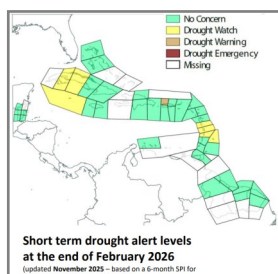 No Concern
Drought Watch
Drought Warning
Drought Emergency
Missing
Short term drought alert levels
at the end of February 2026
(updated November 2025 – based on a 6-month SPI for